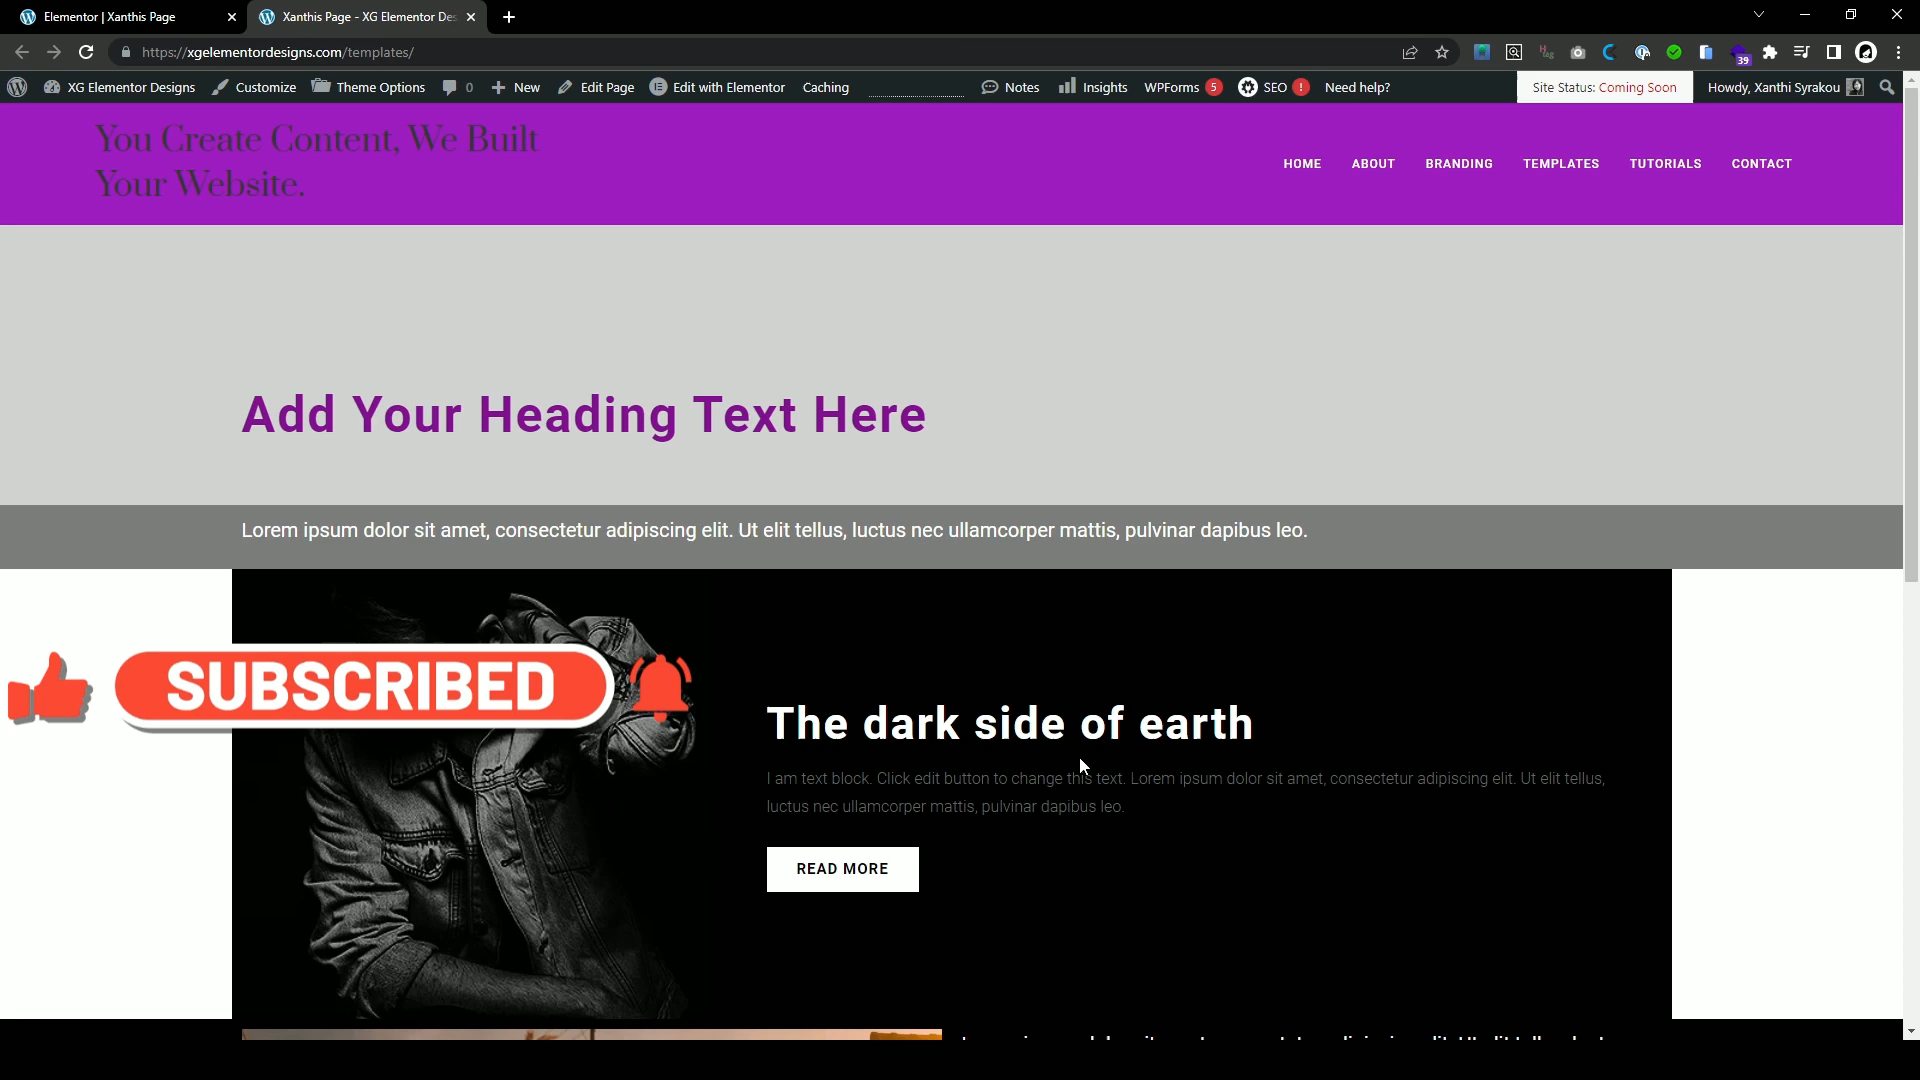 Elementor | Xanthis Page
Xanthis Page - XG Elementor Des
https://xgelementordesigns.com/templates/
39
XG Elementor Designs Customize Theme Options 0 New Edit Page Edit with Elementor Caching Notes Insights WPForms 5 SEO ! Need help? Site Status: Coming Soon Howdy, Xanthi Syrakou
You Create Content, We Built
Your Website.
HOME ABOUT BRANDING TEMPLATES TUTORIALS CONTACT
Add Your Heading Text Here
Lorem ipsum dolor sit amet, consectetur adipiscing elit. Ut elit tellus, luctus nec ullamcorper mattis, pulvinar dapibus leo.
SUBSCRIBED
The dark side of earth
I am text block. Click edit button to change this text. Lorem ipsum dolor sit amet, consectetur adipiscing elit. Ut elit tellus,
luctus nec ullamcorper mattis, pulvinar dapibus leo.
READ MORE